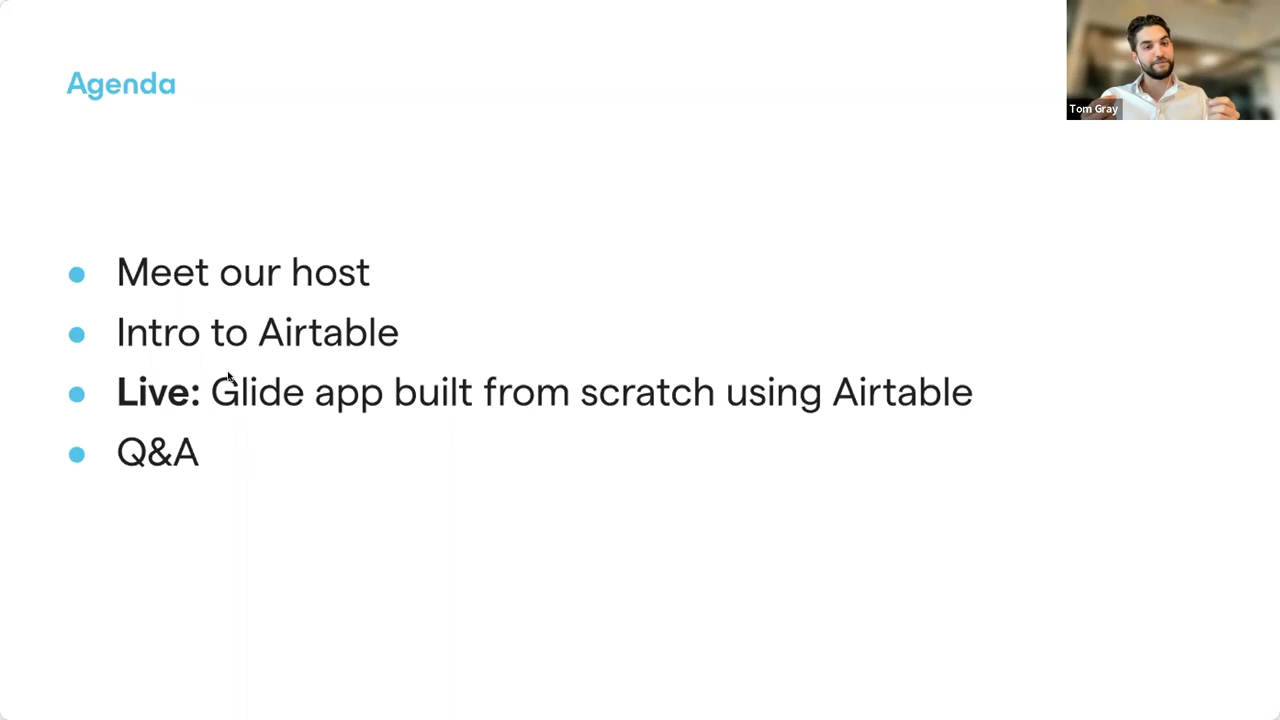 Agenda
Tom Gray
Meet our host
Intro to Airtable
Live: Glide app built from scratch using Airtable
Q&A